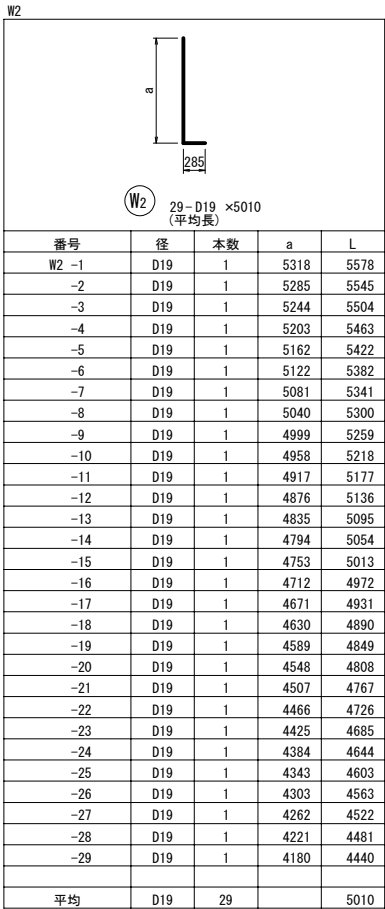 W2
a
285
W2 29-D19 ×5010
(平均長)
番号 径 本数 a L
W2 -1 D19 1 5318 5578
-2 D19 1 5285 5545
-3 D19 1 5244 5504
-4 D19 1 5203 5463
-5 D19 1 5162 5422
-6 D19 1 5122 5382
-7 D19 1 5081 5341
-8 D19 1 5040 5300
-9 D19 1 4999 5259
-10 D19 1 4958 5218
-11 D19 1 4917 5177
-12 D19 1 4876 5136
-13 D19 1 4835 5095
-14 D19 1 4794 5054
-15 D19 1 4753 5013
-16 D19 1 4712 4972
-17 D19 1 4671 4931
-18 D19 1 4630 4890
-19 D19 1 4589 4849
-20 D19 1 4548 4808
-21 D19 1 4507 4767
-22 D19 1 4466 4726
-23 D19 1 4425 4685
-24 D19 1 4384 4644
-25 D19 1 4343 4603
-26 D19 1 4303 4563
-27 D19 1 4262 4522
-28 D19 1 4221 4481
-29 D19 1 4180 4440
平均 D19 29 5010